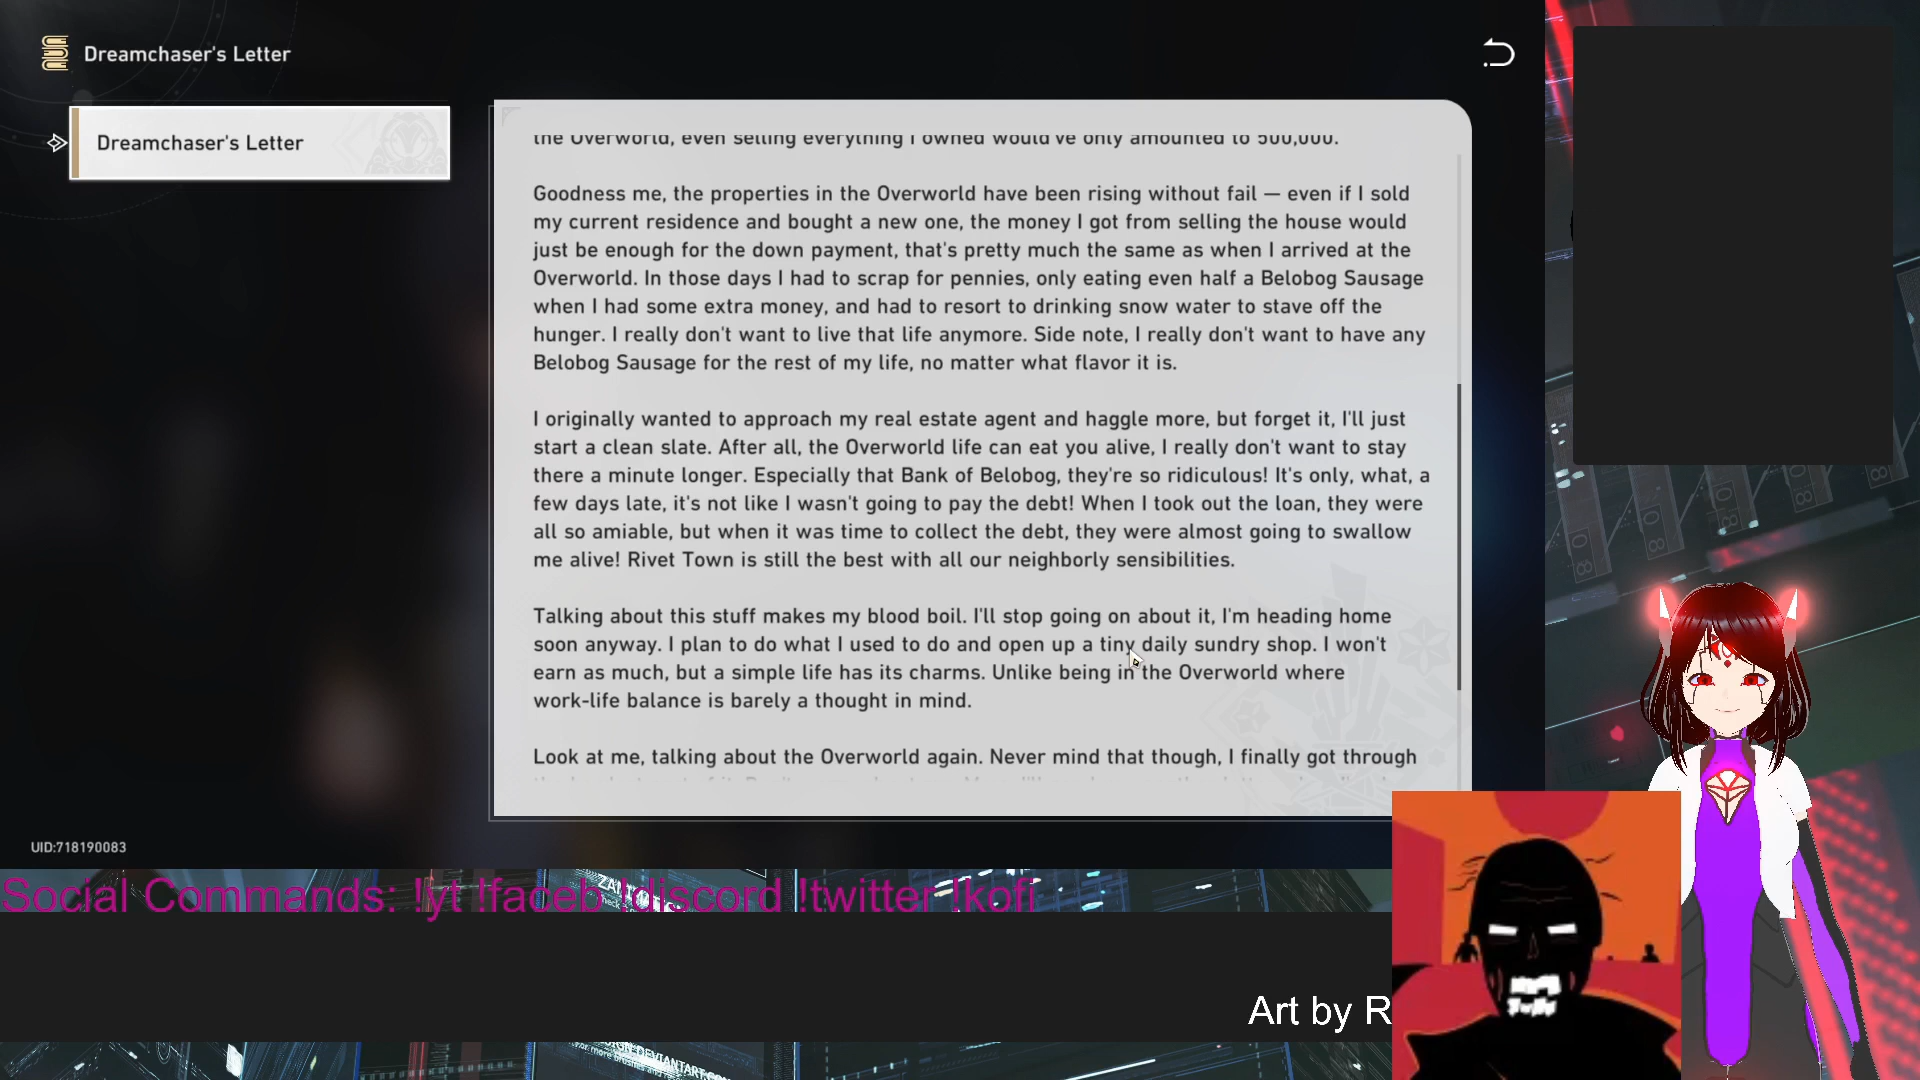 Dreamchaser's Letter
Dreamchaser's Letter
the Overworld, even selling everything I owned would've only amounted to 500,000.
Goodness me, the properties in the Overworld have been rising without fail — even if I sold
my current residence and bought a new one, the money I got from selling the house would
just be enough for the down payment, that's pretty much the same as when I arrived at the
Overworld. In those days I had to scrap for pennies, only eating even half a Belobog Sausage
when I had some extra money, and had to resort to drinking snow water to stave off the
hunger. I really don't want to live that life anymore. Side note, I really don't want to have any
Belobog Sausage for the rest of my life, no matter what flavor it is.
I originally wanted to approach my real estate agent and haggle more, but forget it, I'll just
start a clean slate. After all, the Overworld life can eat you alive, I really don't want to stay
there a minute longer. Especially that Bank of Belobog, they're so ridiculous! It's only, what, a
few days late, it's not like I wasn't going to pay the debt! When I took out the loan, they were
all so amiable, but when it was time to collect the debt, they were almost going to swallow
me alive! Rivet Town is still the best with all our neighborly sensibilities.
Talking about this stuff makes my blood boil. I'll stop going on about it, I'm heading home
soon anyway. I plan to do what I used to do and open up a tiny daily sundry shop. I won't
earn as much, but a simple life has its charms. Unlike being in the Overworld where
work-life balance is barely a thought in mind.
Look at me, talking about the Overworld again. Never mind that though, I finally got through
UID:718190083
Social Commands: !yt !faceb !discord !twitter !kofi
Art by R